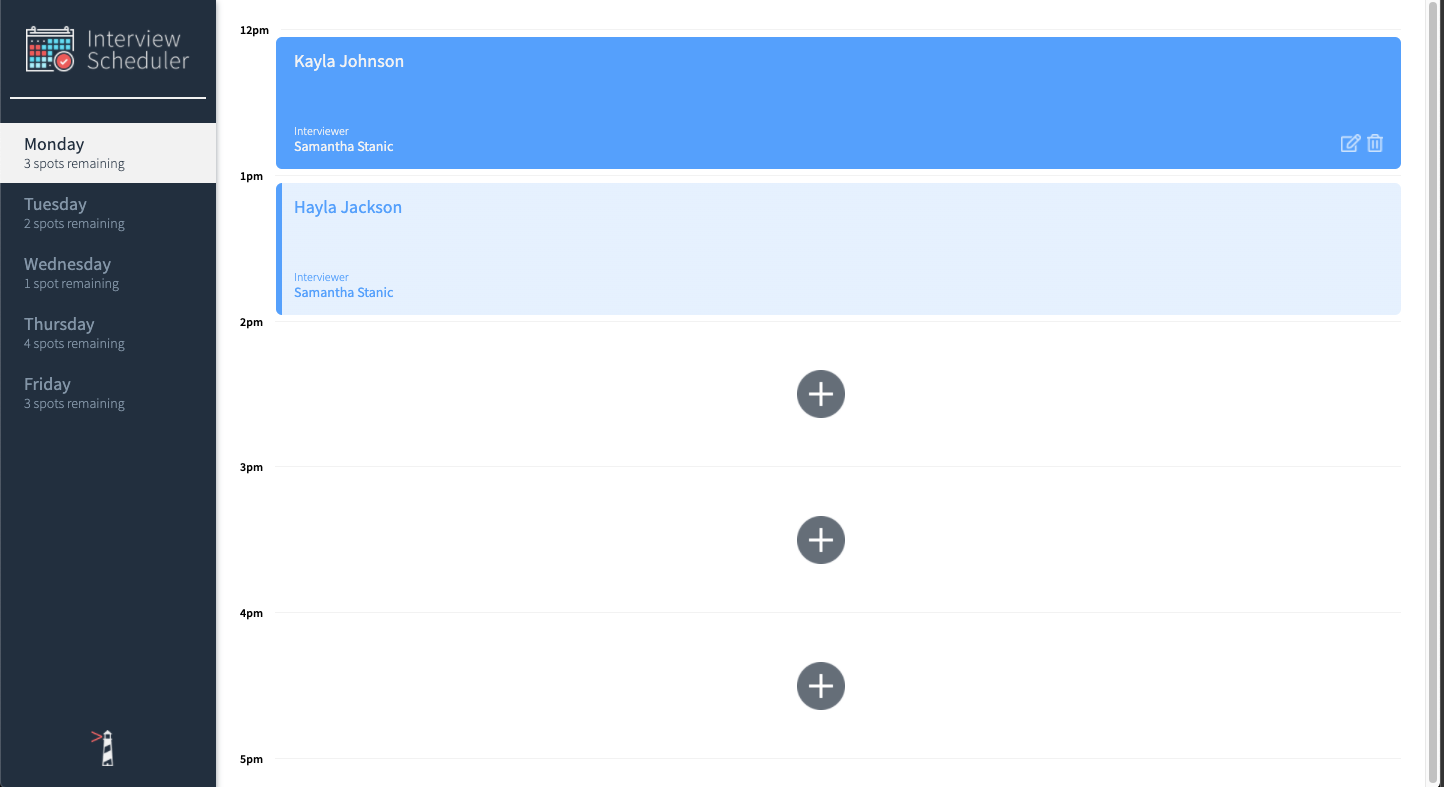 Interview
Scheduler
Monday
3 spots remaining
Tuesday
2 spots remaining
Wednesday
1 spot remaining
Thursday
4 spots remaining
Friday
3 spots remaining
12pm
Kayla Johnson
Interviewer
Samantha Stanic
1pm
Hayla Jackson
Interviewer
Samantha Stanic
2pm
3pm
4pm
5pm